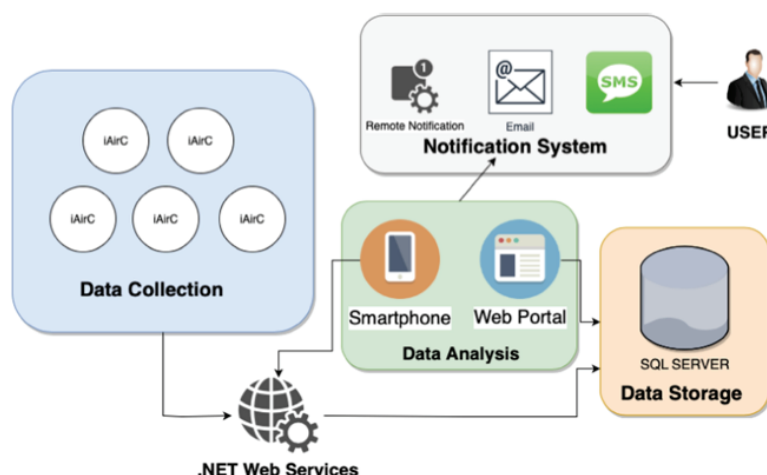 1
@
SMS
Remote Notification
Email
Notification System
USER
iAirC
iAirC
iAirC
iAirC
iAirC
Data Collection
Smartphone
Web Portal
Data Analysis
SQL SERVER
Data Storage
.NET Web Services